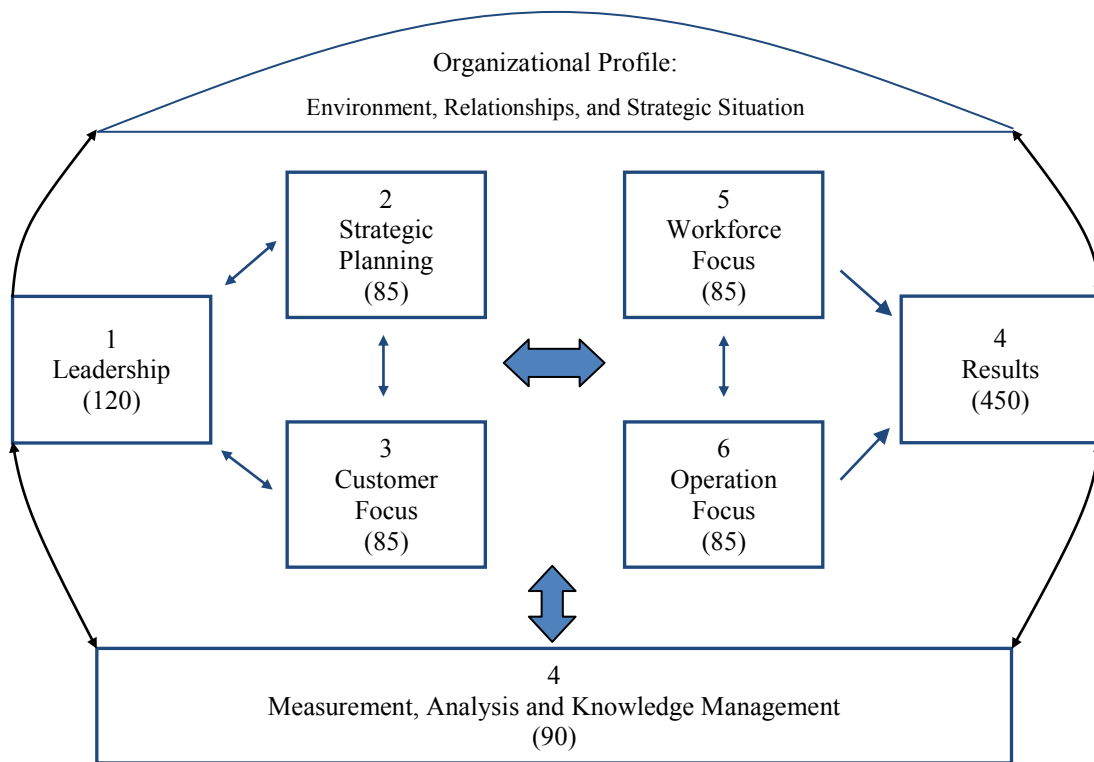 Organizational Profile:
Environment, Relationships, and Strategic Situation
1
Leadership
(120)
2
Strategic
Planning
(85)
3
Customer
Focus
(85)
5
Workforce
Focus
(85)
6
Operation
Focus
(85)
4
Results
(450)
4
Measurement, Analysis and Knowledge Management
(90)